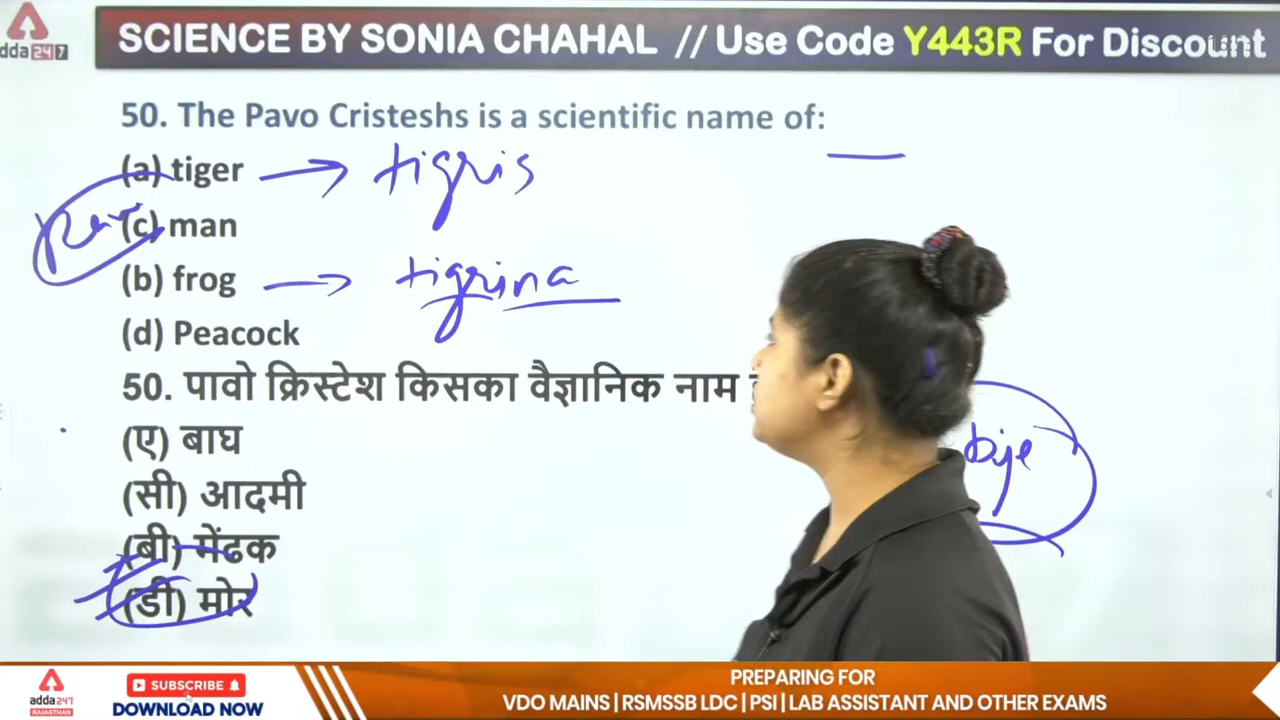 SCIENCE BY SONIA CHAHAL // Use Code Y443R For Discount
adda247
50. The Pavo Cristeshs is a scientific name of:
(a) tiger → tigris
(c) man
(b) frog → tigrina
(d) Peacock
50. पावो क्रिस्टेश किसका वैज्ञानिक नाम
(ए) बाघ
(सी) आदमी
(बी) मेंढक
(डी) मोर
bye
adda247
RAJASTHAN
SUBSCRIBE
DOWNLOAD NOW
PREPARING FOR
VDO MAINS | RSMSSB LDC | PSI | LAB ASSISTANT AND OTHER EXAMS